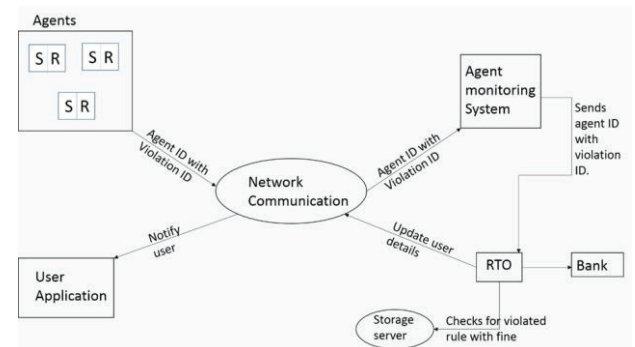 Agents
S R
S R
S R
Agent ID with
Violation ID
Network
Communication
Agent ID with
Violation ID
Agent
monitoring
System
Sends
agent ID
with
violation
ID.
Notify
user
Update user
details
User
Application
RTO
Bank
Storage
server
Checks for violated
rule with fine